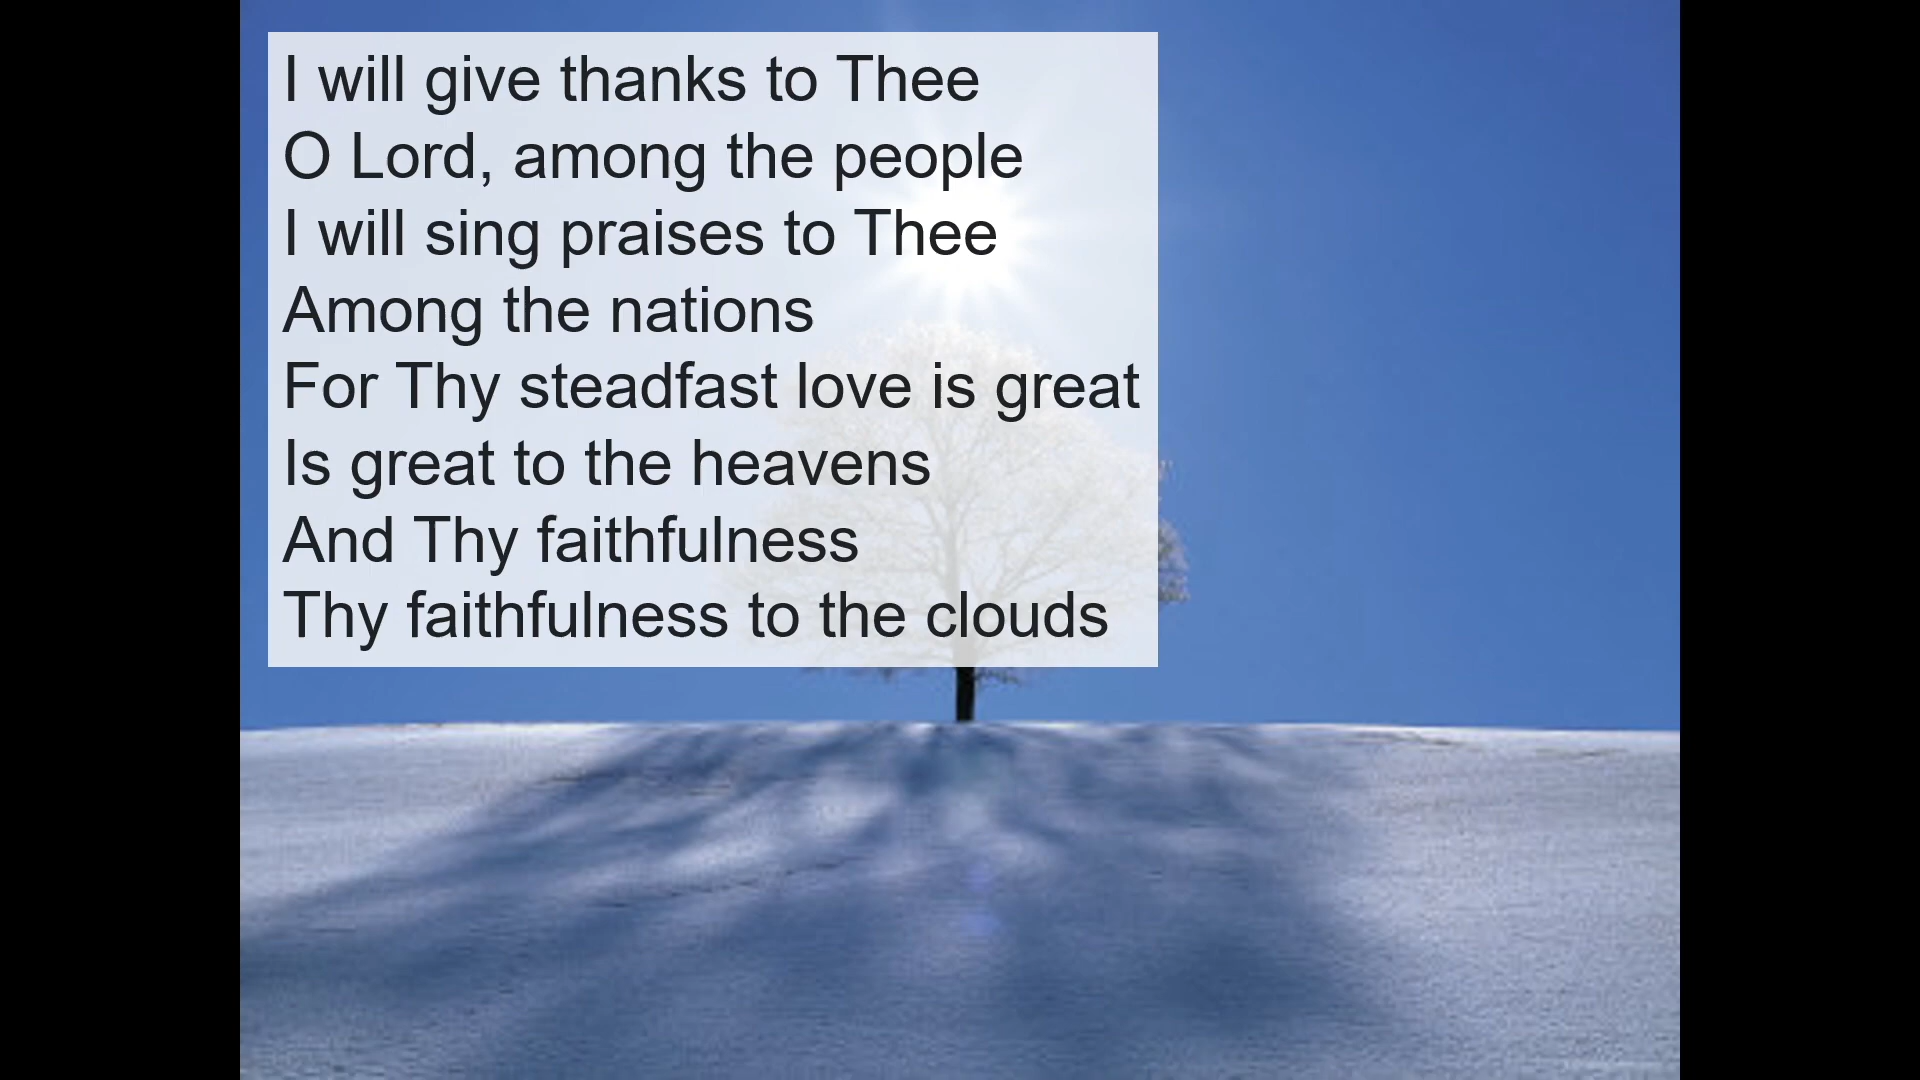 I will give thanks to Thee
O Lord, among the people
I will sing praises to Thee
Among the nations
For Thy steadfast love is great
Is great to the heavens
And Thy faithfulness
Thy faithfulness to the clouds